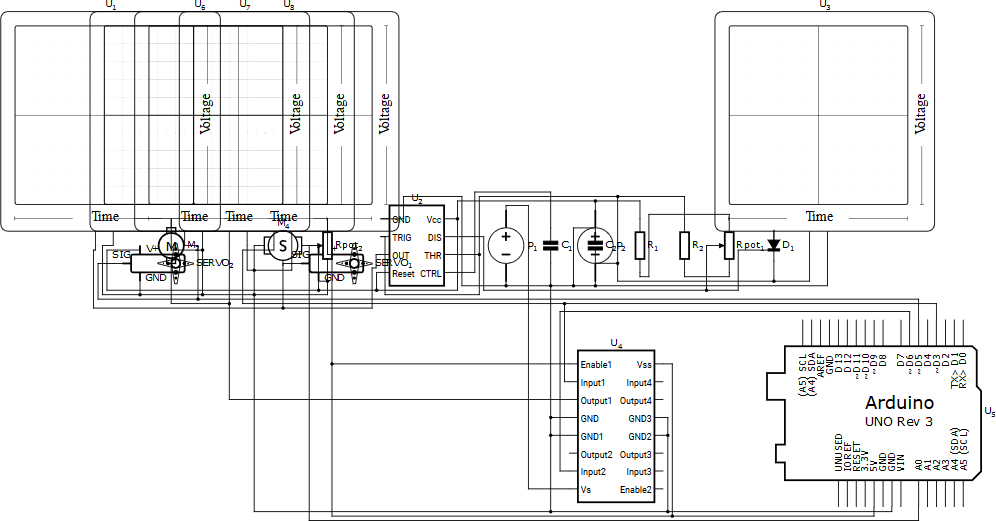 U1
U6
U7
U8
U3
Voltage
Voltage
Voltage
Voltage
Voltage
Time
Time
Time
Time
Time
M4
S
U2
GND
TRIG
OUT
Reset
Vcc
DIS
THR
CTRL
V+
SIG
GND
M
SERVO2
SIG
GND
SERVO1
P1
C1
P2
R1
R2
Rpot1
D1
U4
Enable1
Input1
Output1
GND
GND1
Output2
Input2
Vs
Vss
Input4
Output4
GND3
GND2
Output3
Input3
Enable2
Arduino
UNO Rev 3
U5
(A5) SCL
(A4) SDA
AREF
GND
D13
D12
~D11
~D10
~D9
D8
D7
~D6
~D5
D4
~D3
D2
TX> D1
RX> D0
UNUSED
IOREF
RESET
3.3V
5V
GND
GND
VIN
A0
A1
A2
A3
A4 (SDA)
A5 (SCL)